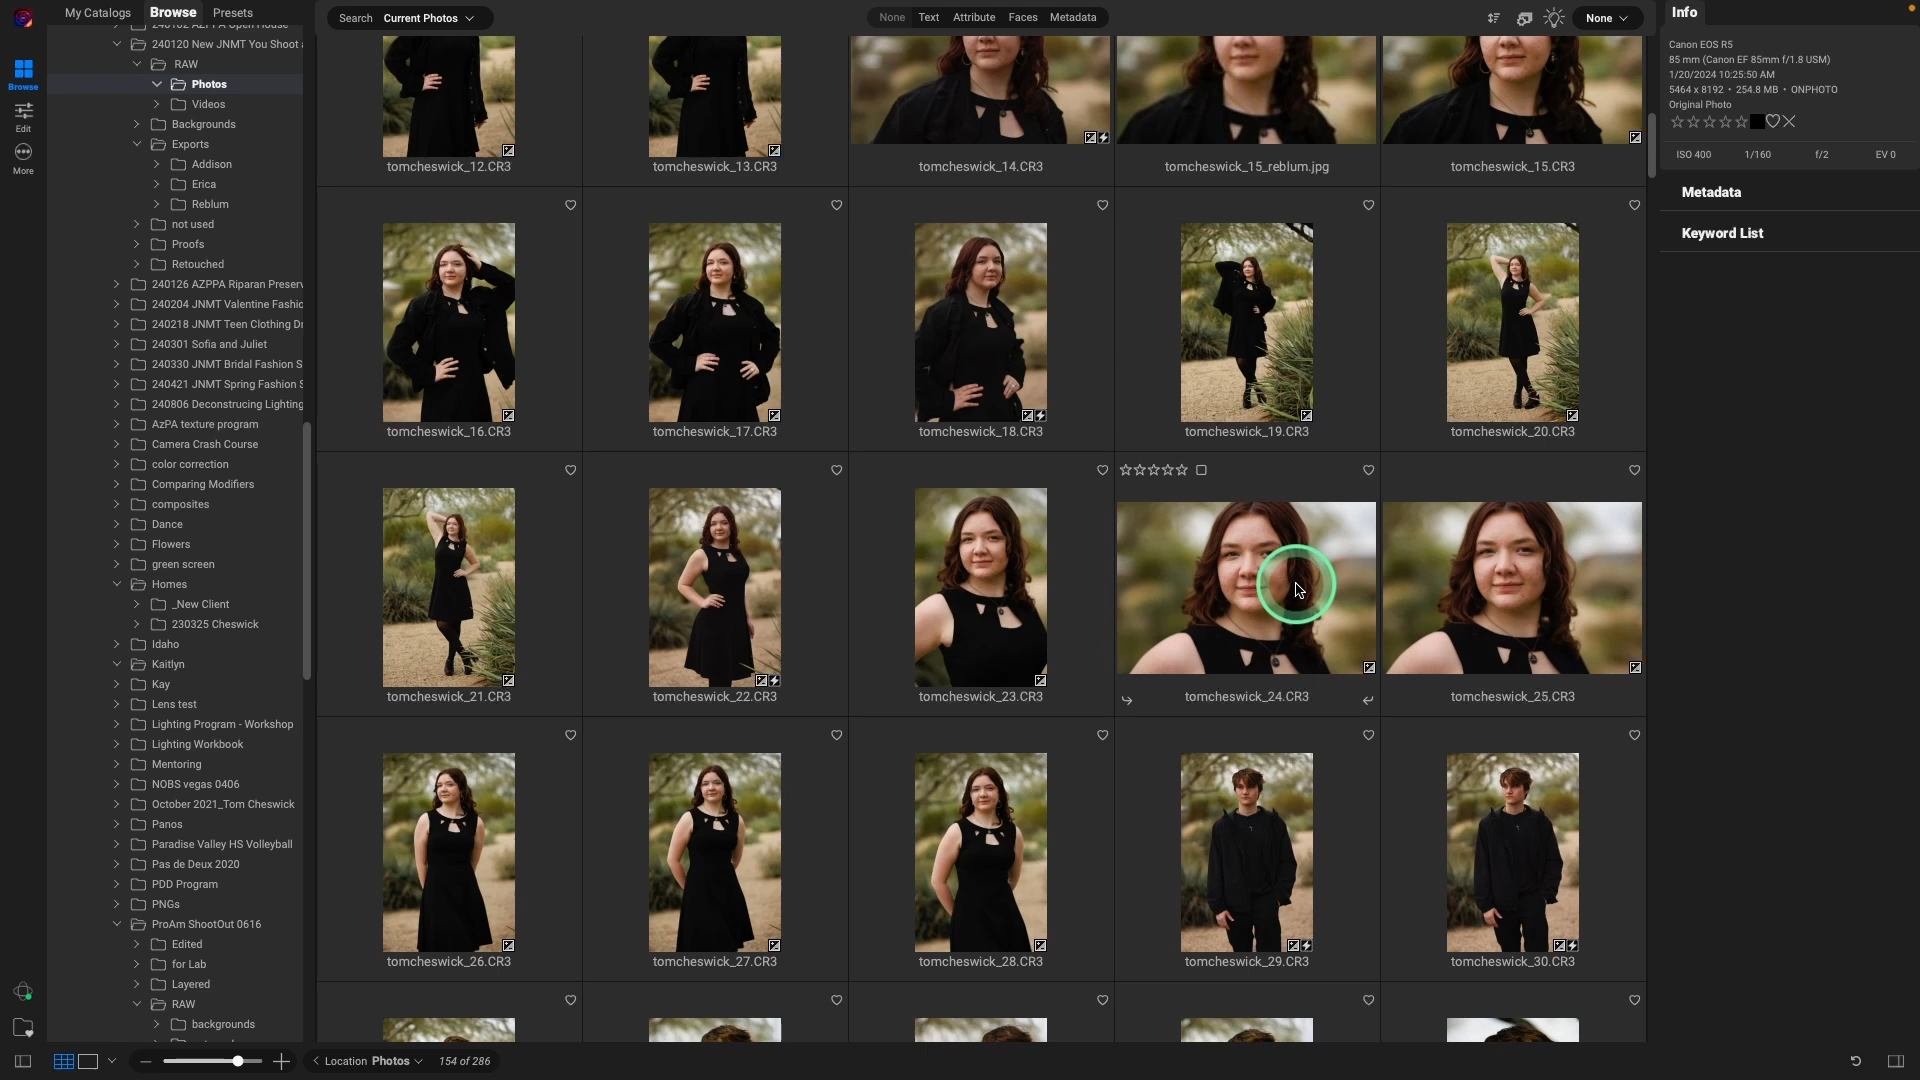 My Catalogs Browse Presets
Search Current Photos
None Text Attribute Faces Metadata
None
Info
Browse
Edit
More
240120 New JNMT You Shoot
RAW
Photos
Videos
Backgrounds
Exports
Addison
Erica
Reblum
not used
Proofs
Retouched
240126 AZPPA Riparan Preserv
240204 JNMT Valentine Fashio
240218 JNMT Teen Clothing Dr
240301 Sofia and Juliet
240330 JNMT Bridal Fashion S
240421 JNMT Spring Fashion S
240806 Deconstrucing Lighting
AzPA texture program
Camera Crash Course
color correction
Comparing Modifiers
composites
Dance
Flowers
green screen
Homes
_New Client
230325 Cheswick
Idaho
Kaitlyn
Kay
Lens test
Lighting Program - Workshop
Lighting Workbook
Mentoring
NOBS vegas 0406
October 2021_Tom Cheswick
Panos
Paradise Valley HS Volleyball
Pas de Deux 2020
PDD Program
PNGs
ProAm ShootOut 0616
Edited
for Lab
Layered
RAW
backgrounds
tomcheswick_12.CR3 tomcheswick_13.CR3 tomcheswick_14.CR3 tomcheswick_15_reblum.jpg tomcheswick_15.CR3
tomcheswick_16.CR3 tomcheswick_17.CR3 tomcheswick_18.CR3 tomcheswick_19.CR3 tomcheswick_20.CR3
tomcheswick_21.CR3 tomcheswick_22.CR3 tomcheswick_23.CR3 tomcheswick_24.CR3 tomcheswick_25.CR3
tomcheswick_26.CR3 tomcheswick_27.CR3 tomcheswick_28.CR3 tomcheswick_29.CR3 tomcheswick_30.CR3
Location Photos 154 of 286
Canon EOS R5
85 mm (Canon EF 85mm f/1.8 USM)
1/20/2024 10:25:50 AM
5464 x 8192 • 254.8 MB • ONPHOTO
Original Photo
ISO 400 1/160 f/2 EV 0
Metadata
Keyword List